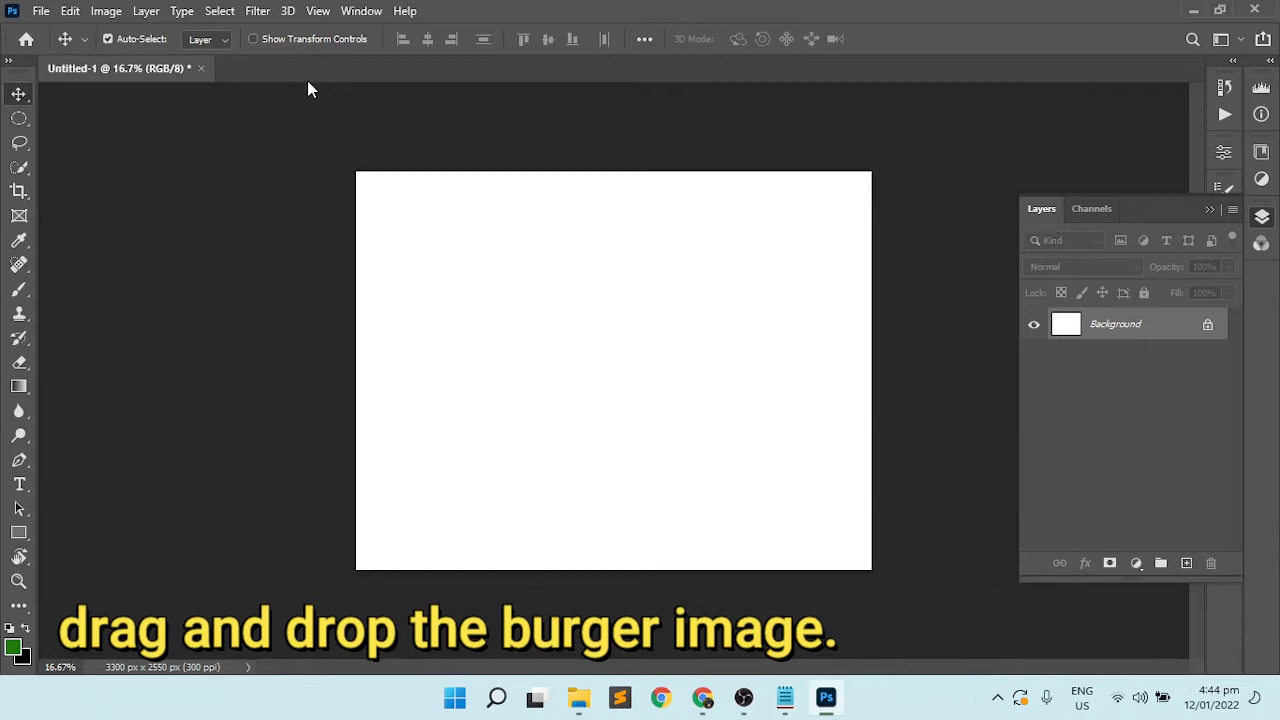 Ps File Edit Image Layer Type Select Filter 3D View Window Help
Auto-Select: Layer Show Transform Controls 3D Mode:
Untitled-1 @ 16.7% (RGB/8) *
Layers Channels
Kind
Normal Opacity: 100%
Lock: Fill: 100%
Background
drag and drop the burger image.
16.67% 3300 px x 2550 px (300 ppi)
Ps
ENG
US
4:44 pm
12/01/2022